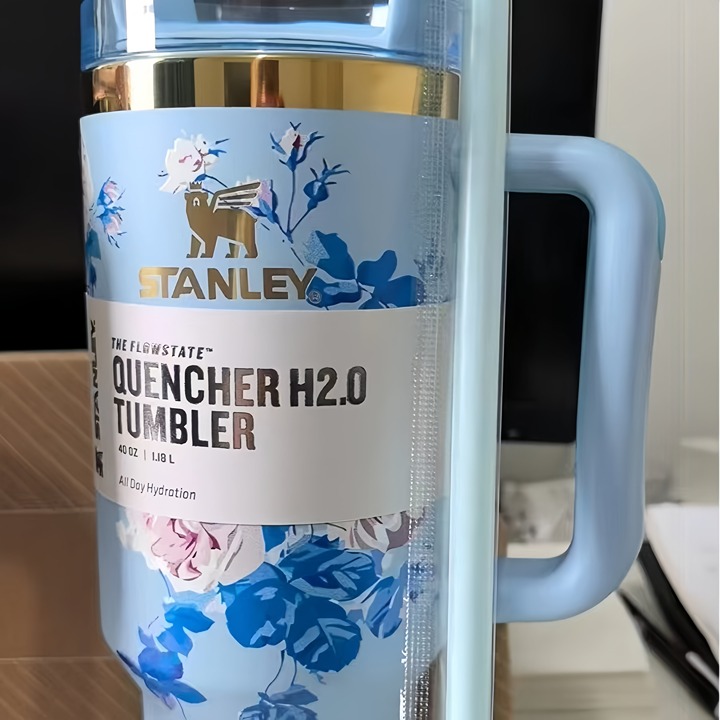 STANLEY®
STANLEY
THE FLOWSTATE™
QUENCHER H2.0
TUMBLER
40 OZ | 1.18 L
All Day Hydration